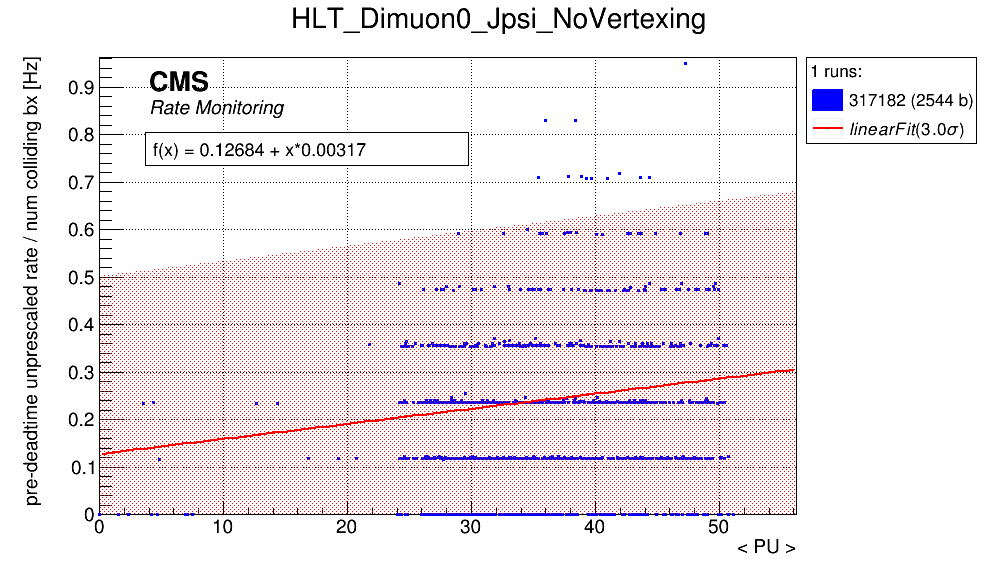 HLT_Dimuon0_Jpsi_NoVertexing
pre-deadtime unprescaled rate / num colliding bx [Hz]
CMS
Rate Monitoring
f(x) = 0.12684 + x*0.00317
1 runs:
317182 (2544 b)
linearFit(3.0σ)
0.9
0.8
0.7
0.6
0.5
0.4
0.3
0.2
0.1
0
0 10 20 30 40 50
< PU >